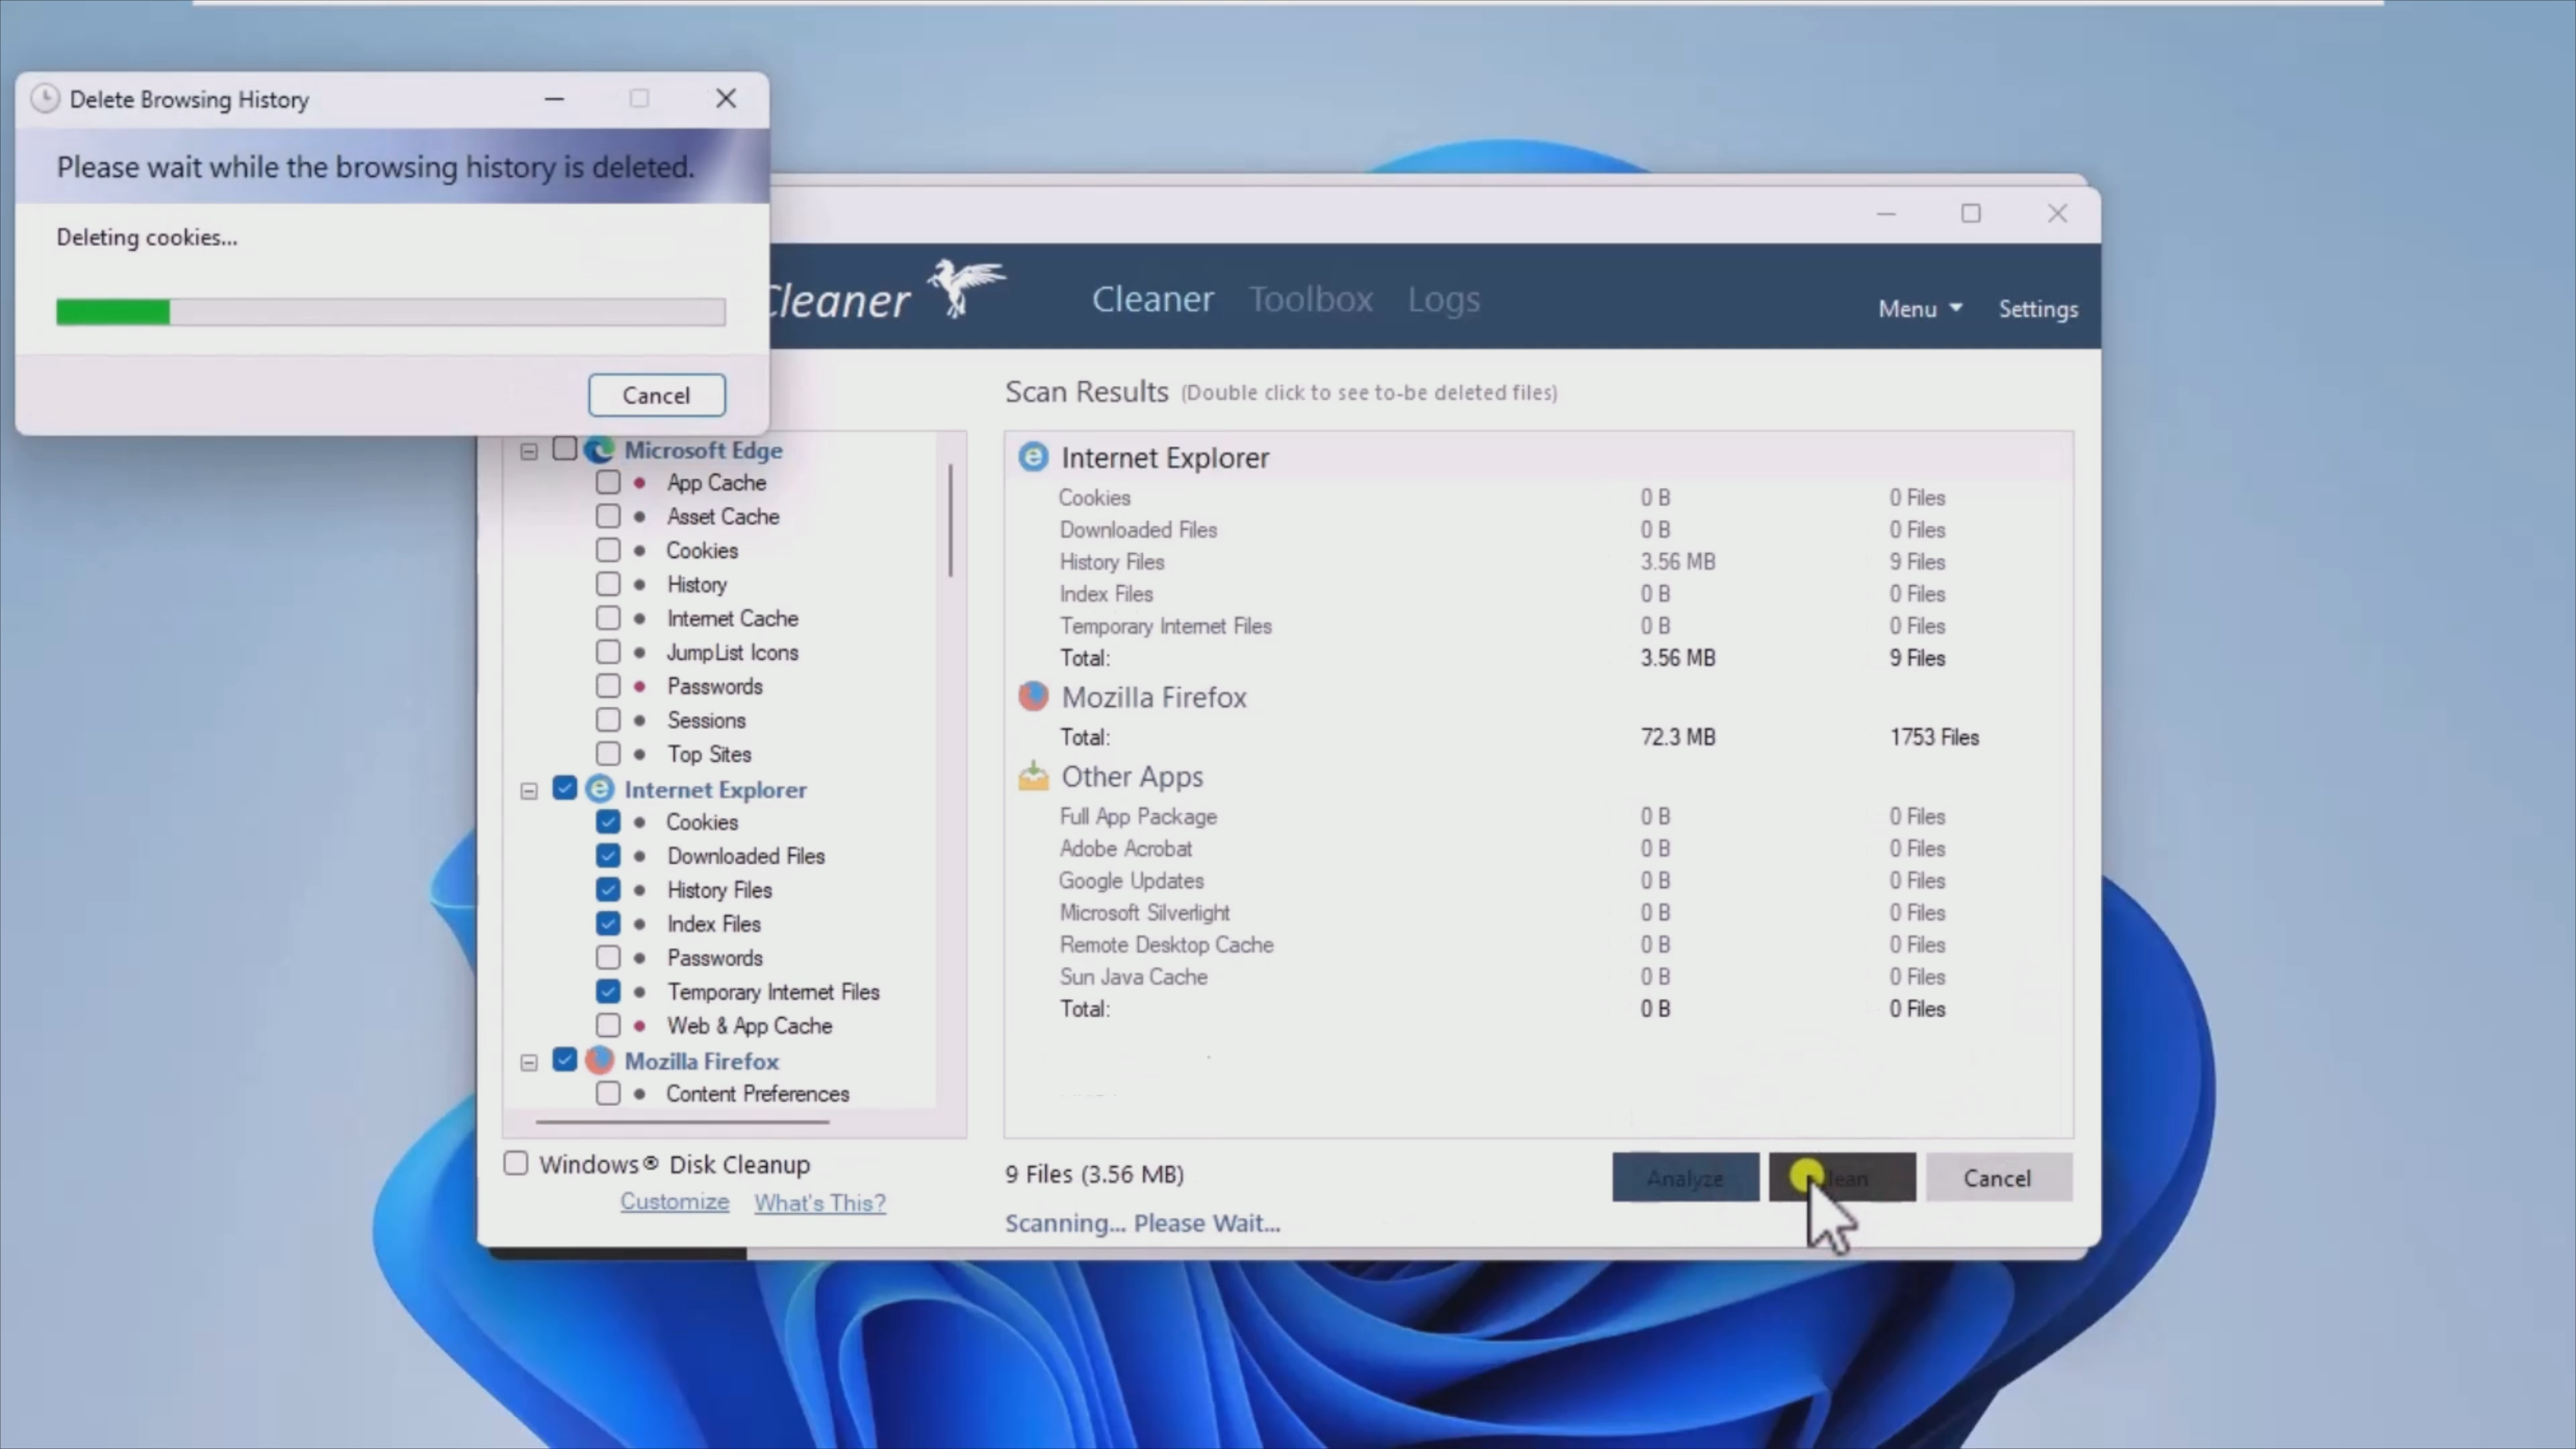 Delete Browsing History
Please wait while the browsing history is deleted.
Deleting cookies...
Cancel
Cleaner
Cleaner Toolbox Logs
Menu Settings
Scan Results (Double click to see to-be deleted files)
Microsoft Edge
App Cache
Asset Cache
Cookies
History
Internet Cache
JumpList Icons
Passwords
Sessions
Top Sites
Internet Explorer
Cookies
Downloaded Files
History Files
Index Files
Passwords
Temporary Internet Files
Web & App Cache
Mozilla Firefox
Content Preferences
Internet Explorer
Cookies 0 B 0 Files
Downloaded Files 0 B 0 Files
History Files 3.56 MB 9 Files
Index Files 0 B 0 Files
Temporary Internet Files 0 B 0 Files
Total: 3.56 MB 9 Files
Mozilla Firefox
Total: 72.3 MB 1753 Files
Other Apps
Full App Package 0 B 0 Files
Adobe Acrobat 0 B 0 Files
Google Updates 0 B 0 Files
Microsoft Silverlight 0 B 0 Files
Remote Desktop Cache 0 B 0 Files
Sun Java Cache 0 B 0 Files
Total: 0 B 0 Files
Windows® Disk Cleanup
Customize What's This?
9 Files (3.56 MB)
Scanning... Please Wait...
Analyze Clean Cancel